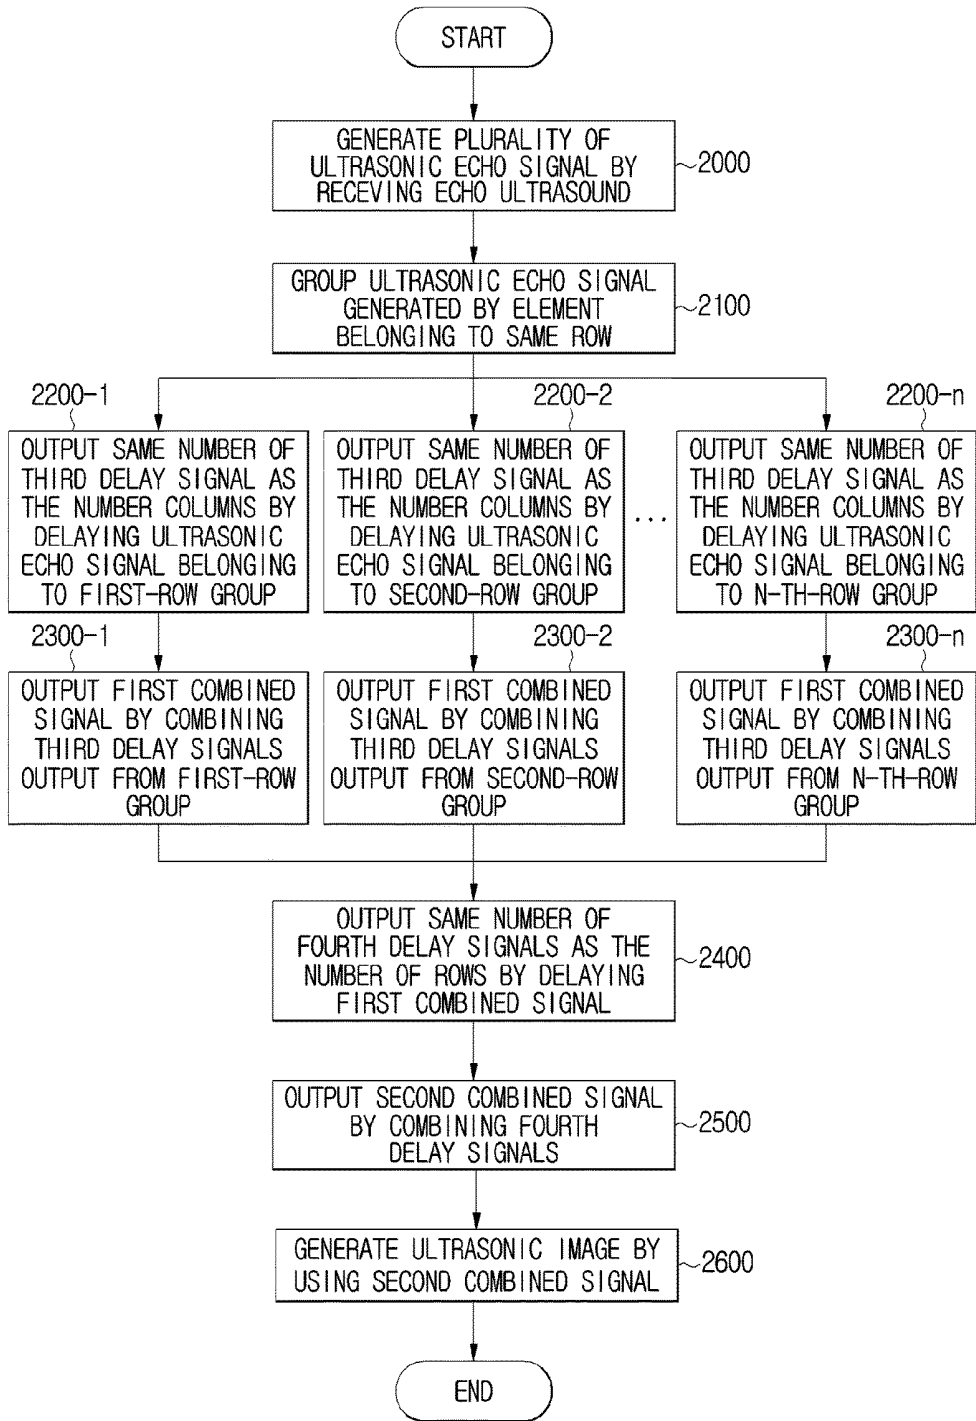 START
GENERATE PLURALITY OF
ULTRASONIC ECHO SIGNAL BY
RECEVING ECHO ULTRASOUND
2000
GROUP ULTRASONIC ECHO SIGNAL
GENERATED BY ELEMENT
BELONGING TO SAME ROW
2100
2200-1
OUTPUT SAME NUMBER OF
THIRD DELAY SIGNAL AS
THE NUMBER COLUMNS BY
DELAYING ULTRASONIC
ECHO SIGNAL BELONGING
TO FIRST-ROW GROUP
2200-2
OUTPUT SAME NUMBER OF
THIRD DELAY SIGNAL AS
THE NUMBER COLUMNS BY
DELAYING ULTRASONIC
ECHO SIGNAL BELONGING
TO SECOND-ROW GROUP
...
2200-n
OUTPUT SAME NUMBER OF
THIRD DELAY SIGNAL AS
THE NUMBER COLUMNS BY
DELAYING ULTRASONIC
ECHO SIGNAL BELONGING
TO N-TH-ROW GROUP
2300-1
OUTPUT FIRST COMBINED
SIGNAL BY COMBINING
THIRD DELAY SIGNALS
OUTPUT FROM FIRST-ROW
GROUP
2300-2
OUTPUT FIRST COMBINED
SIGNAL BY COMBINING
THIRD DELAY SIGNALS
OUTPUT FROM SECOND-ROW
GROUP
2300-n
OUTPUT FIRST COMBINED
SIGNAL BY COMBINING
THIRD DELAY SIGNALS
OUTPUT FROM N-TH-ROW
GROUP
OUTPUT SAME NUMBER OF
FOURTH DELAY SIGNALS AS THE
NUMBER OF ROWS BY DELAYING
FIRST COMBINED SIGNAL
2400
OUTPUT SECOND COMBINED SIGNAL
BY COMBINING FOURTH
DELAY SIGNALS
2500
GENERATE ULTRASONIC IMAGE BY
USING SECOND COMBINED SIGNAL
2600
END